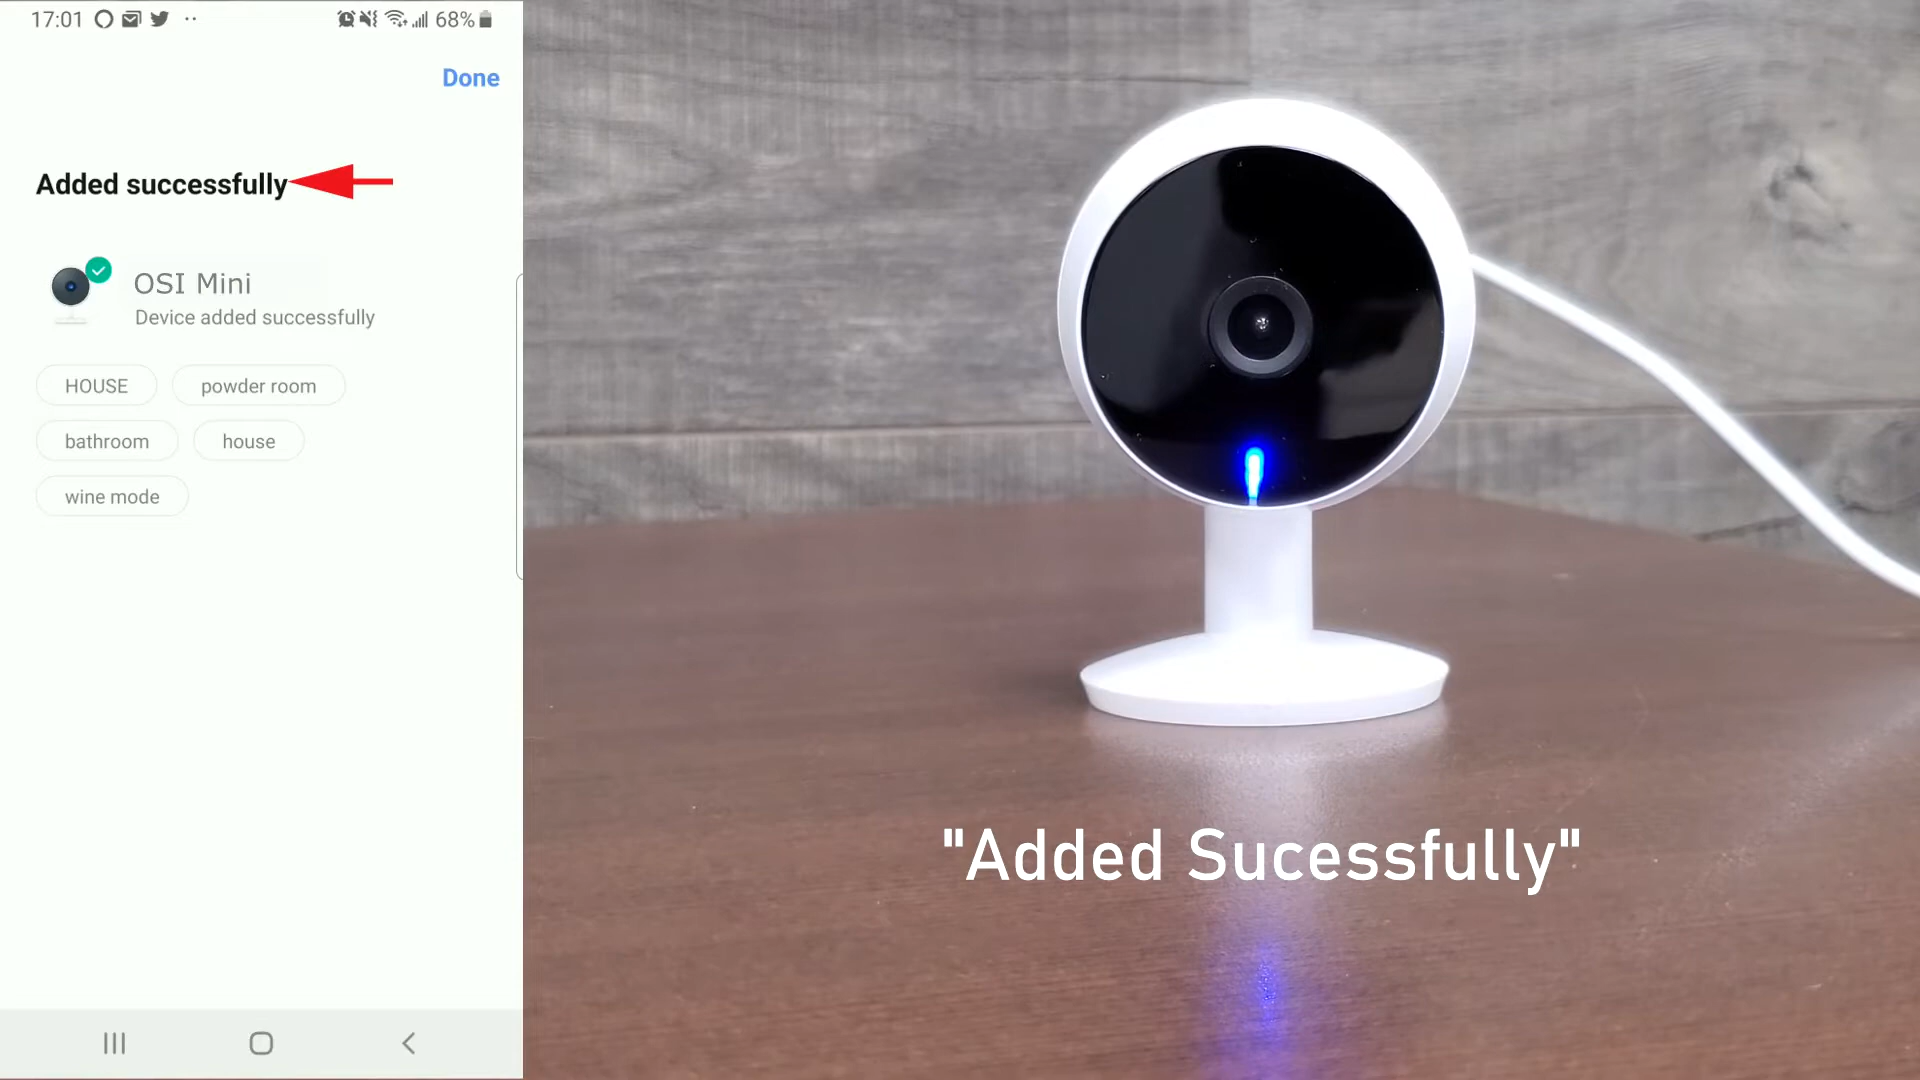 17:01 68%
Done
Added successfully
OSI Mini
Device added successfully
HOUSE powder room
bathroom house
wine mode
"Added Sucessfully"